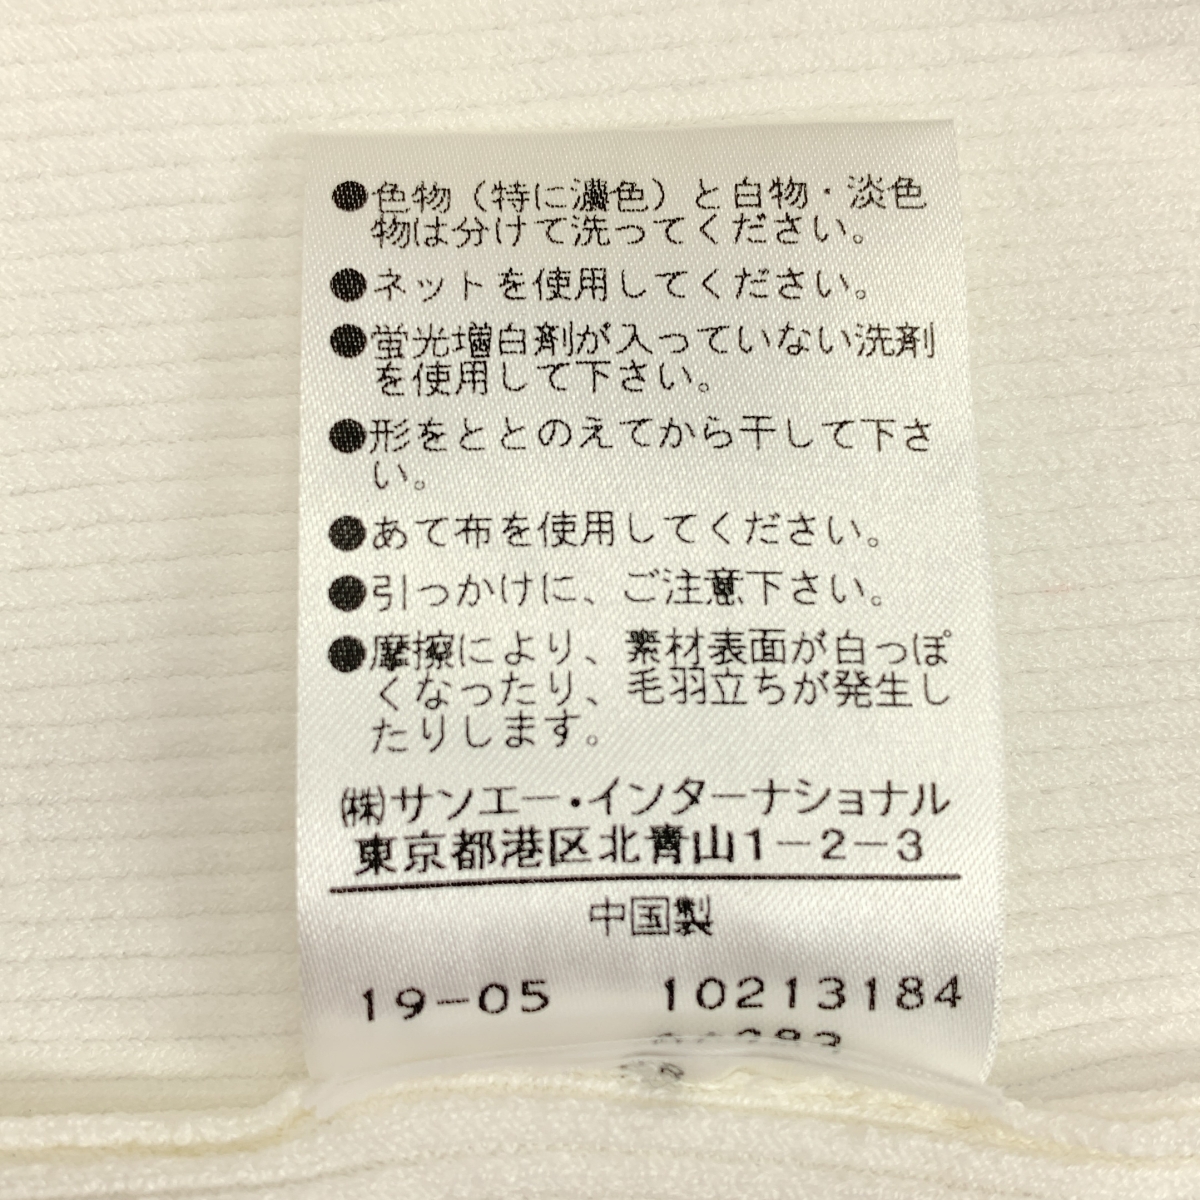 ●色物（特に濃色）と白物・淡色
物は分けて洗ってください。
●ネットを使用してください。
●蛍光増白剤が入っていない洗剤
を使用して下さい。
●形をととのえてから干して下さ
い。
●あて布を使用してください。
●引っかけに、ご注意下さい。
●摩擦により、素材表面が白っぽ
くなったり、毛羽立ちが発生し
たりします。
㈱サンエー・インターナショナル
東京都港区北青山1－2－3
中国製
19-05 10213184